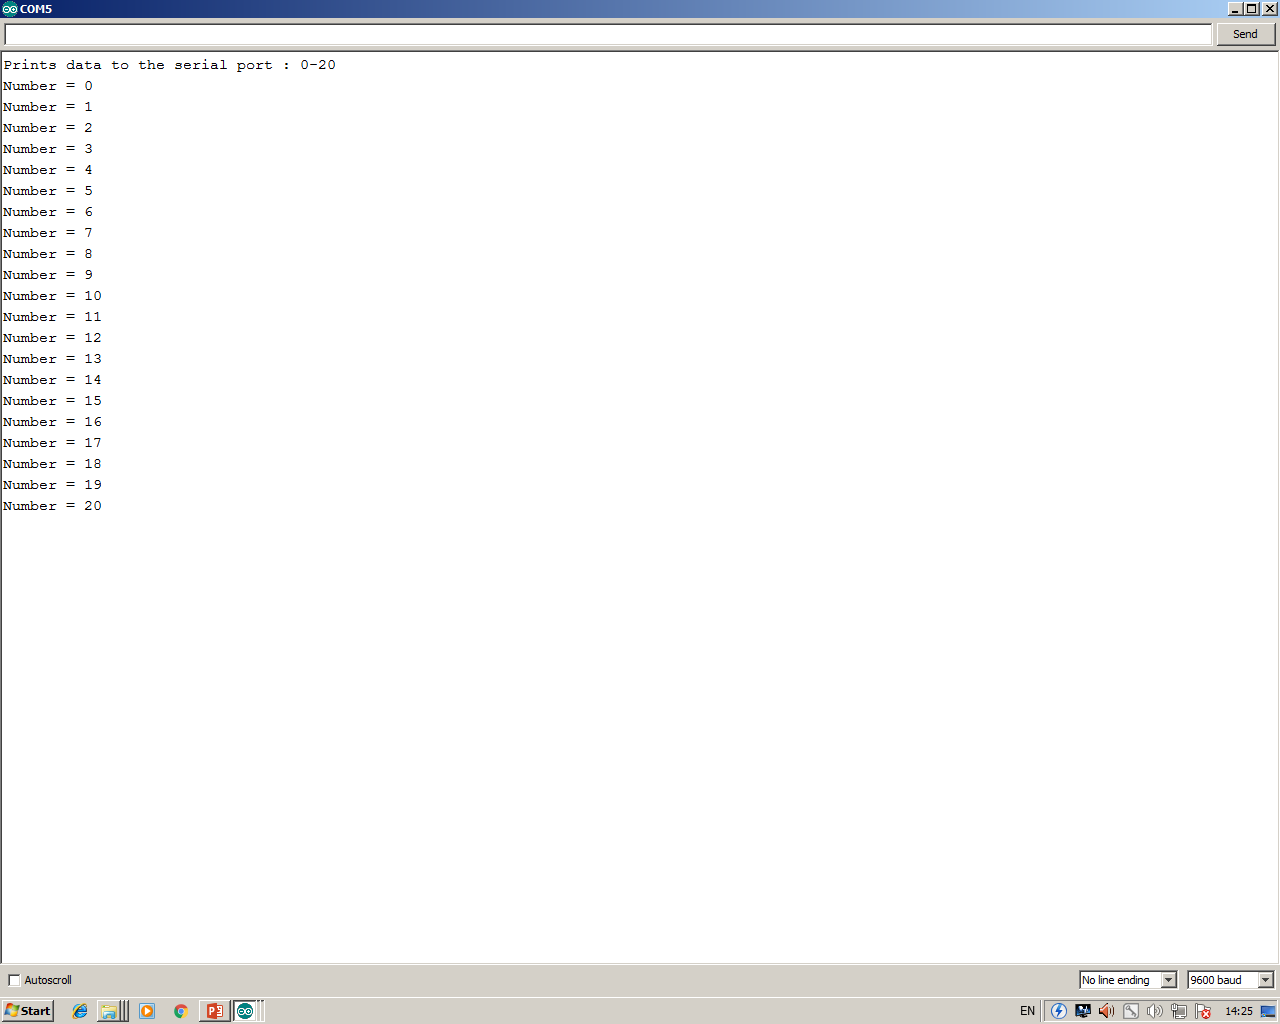 COM5
Send
Prints data to the serial port : 0-20
Number = 0
Number = 1
Number = 2
Number = 3
Number = 4
Number = 5
Number = 6
Number = 7
Number = 8
Number = 9
Number = 10
Number = 11
Number = 12
Number = 13
Number = 14
Number = 15
Number = 16
Number = 17
Number = 18
Number = 19
Number = 20
Autoscroll No line ending 9600 baud
Start EN 14:25